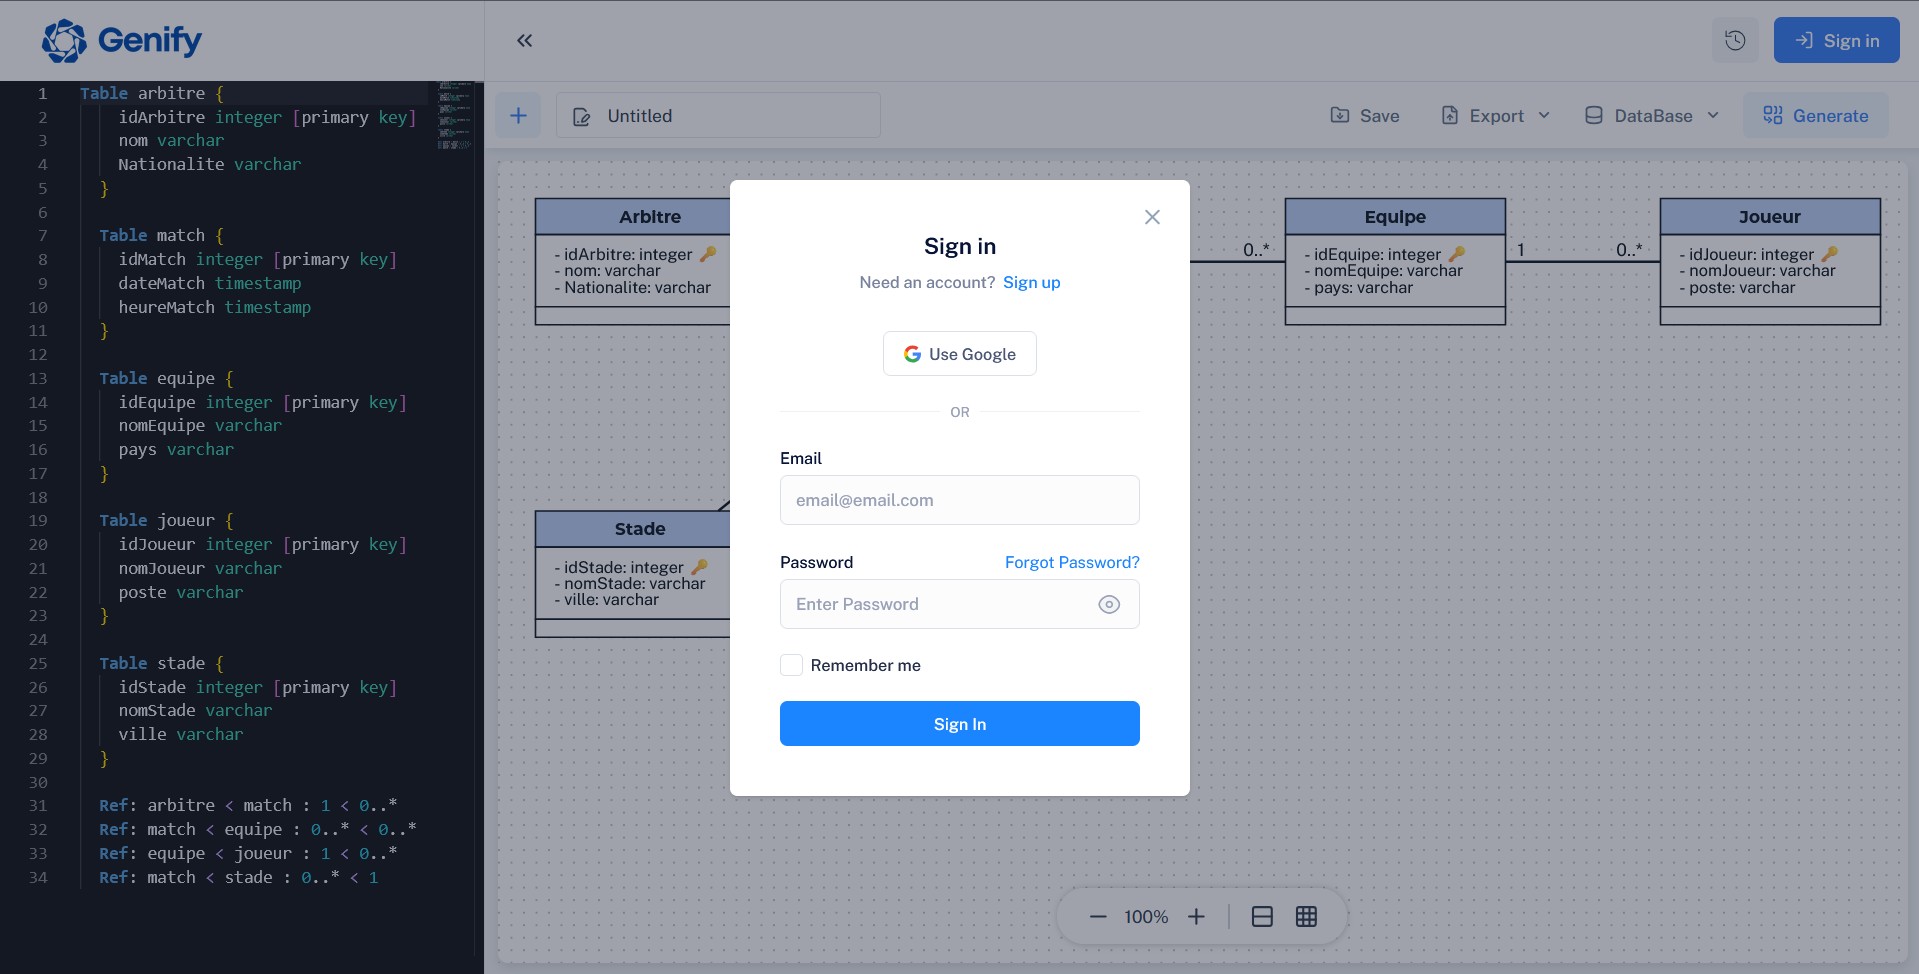 Genify
Sign in
1 Table arbitre {
2 idArbitre integer [primary key]
3 nom varchar
4 Nationalite varchar
5 }
6
7 Table match {
8 idMatch integer [primary key]
9 dateMatch timestamp
10 heureMatch timestamp
11 }
12
13 Table equipe {
14 idEquipe integer [primary key]
15 nomEquipe varchar
16 pays varchar
17 }
18
19 Table joueur {
20 idJoueur integer [primary key]
21 nomJoueur varchar
22 poste varchar
23 }
24
25 Table stade {
26 idStade integer [primary key]
27 nomStade varchar
28 ville varchar
29 }
30
31 Ref: arbitre < match : 1 < 0..*
32 Ref: match < equipe : 0..* < 0..*
33 Ref: equipe < joueur : 1 < 0..*
34 Ref: match < stade : 0..* < 1
Untitled
Save
Export
DataBase
Generate
Arbitre
- idArbitre: integer 🔑
- nom: varchar
- Nationalite: varchar
0..*
Equipe
- idEquipe: integer 🔑
- nomEquipe: varchar
- pays: varchar
1
0..*
Joueur
- idJoueur: integer 🔑
- nomJoueur: varchar
- poste: varchar
Stade
- idStade: integer 🔑
- nomStade: varchar
- ville: varchar
Sign in
Need an account? Sign up
Use Google
OR
Email
email@email.com
Password
Forgot Password?
Enter Password
Remember me
Sign In
100%